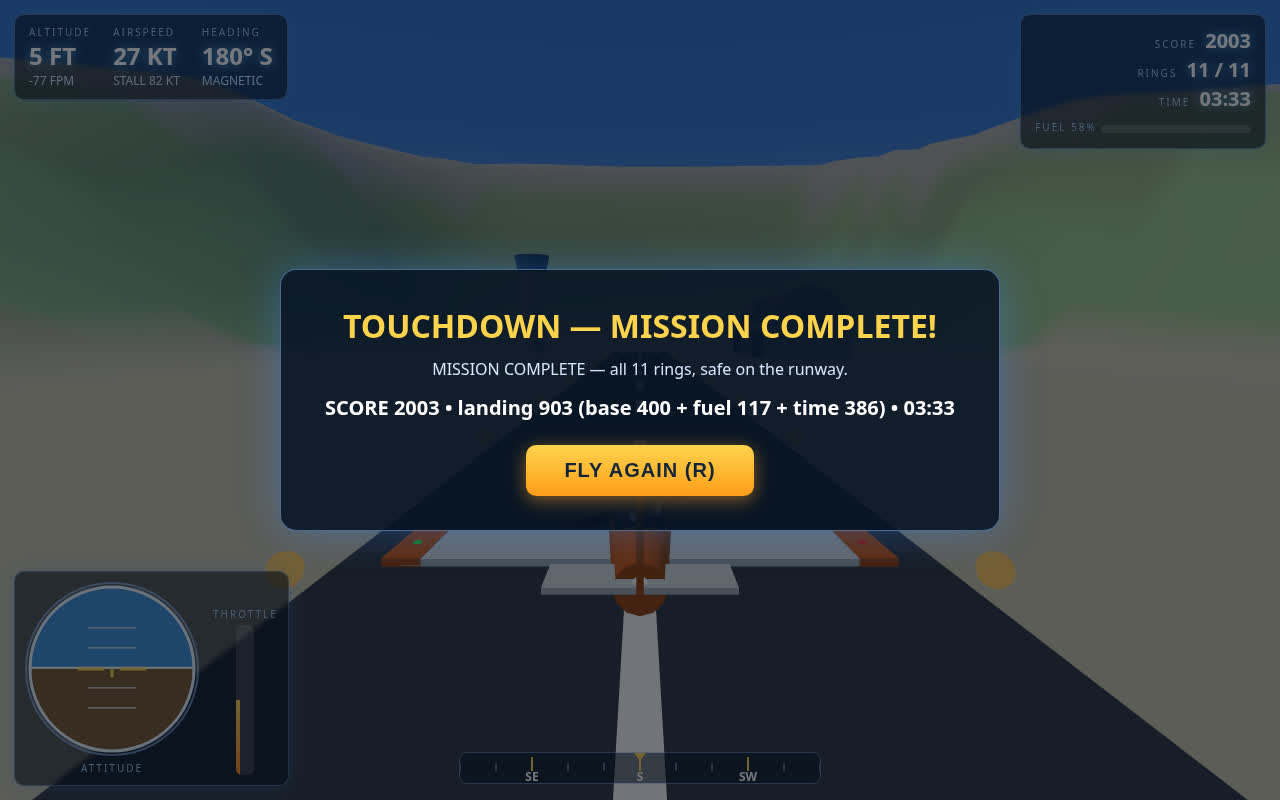 ALTITUDE AIRSPEED HEADING
5 FT 27 KT 180° S
-77 FPM STALL 82 KT MAGNETIC
SCORE 2003
RINGS 11 / 11
TIME 03:33
FUEL 58%
TOUCHDOWN — MISSION COMPLETE!
MISSION COMPLETE — all 11 rings, safe on the runway.
SCORE 2003 • landing 903 (base 400 + fuel 117 + time 386) • 03:33
FLY AGAIN (R)
THROTTLE
ATTITUDE
SE S SW